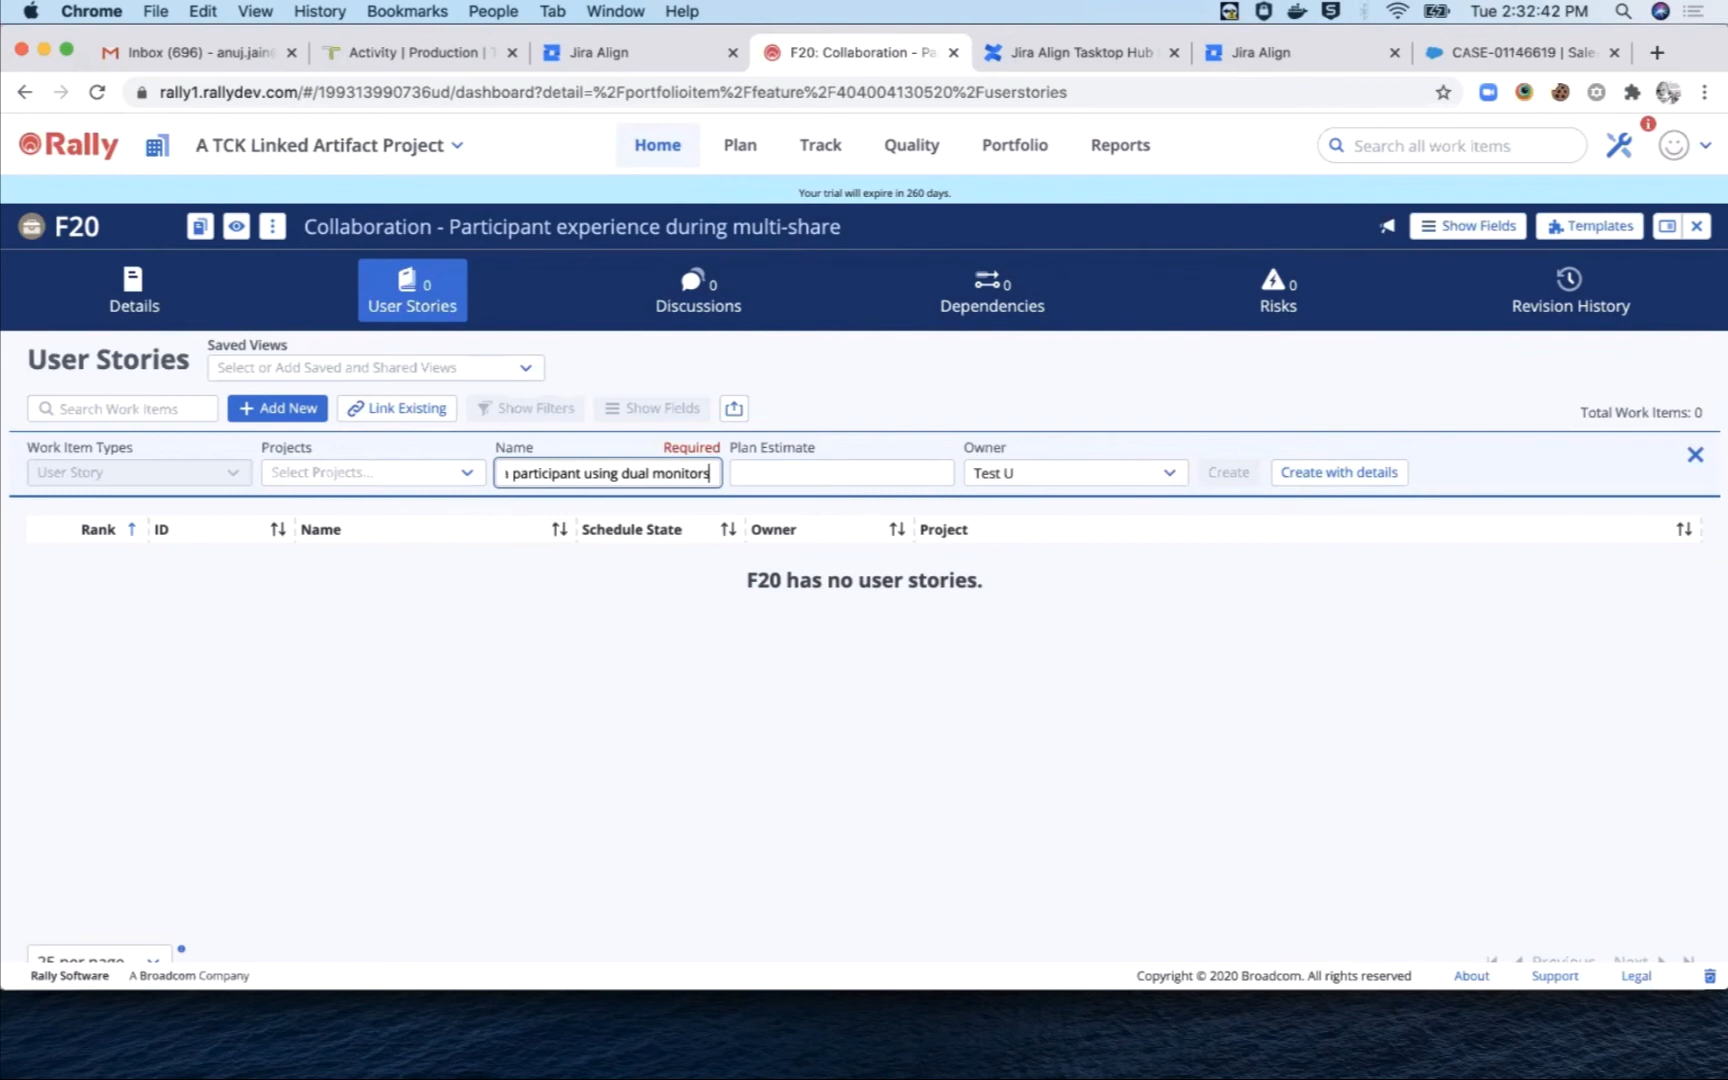 Chrome File Edit View History Bookmarks People Tab Window Help Tue 2:32:42 PM
Inbox (696) - anuj.jain@ Activity | Production | T Jira Align F20: Collaboration - Pa Jira Align Tasktop Hub Jira Align CASE-01146619 | Sale
rally1.rallydev.com/#/199313990736ud/dashboard?detail=%2Fportfolioitem%2Ffeature%2F404004130520%2Fuserstories
Rally A TCK Linked Artifact Project Home Plan Track Quality Portfolio Reports Search all work items
Your trial will expire in 260 days.
F20 Collaboration - Participant experience during multi-share Show Fields Templates
Details 0 User Stories 0 Discussions 0 Dependencies 0 Risks Revision History
User Stories Saved Views
Select or Add Saved and Shared Views
Search Work Items + Add New Link Existing Show Filters Show Fields Total Work Items: 0
Work Item Types Projects Name Required Plan Estimate Owner
User Story Select Projects... participant using dual monitors Test U Create Create with details
Rank ID Name Schedule State Owner Project
F20 has no user stories.
25 per page Previous Next
Rally Software A Broadcom Company Copyright © 2020 Broadcom. All rights reserved About Support Legal